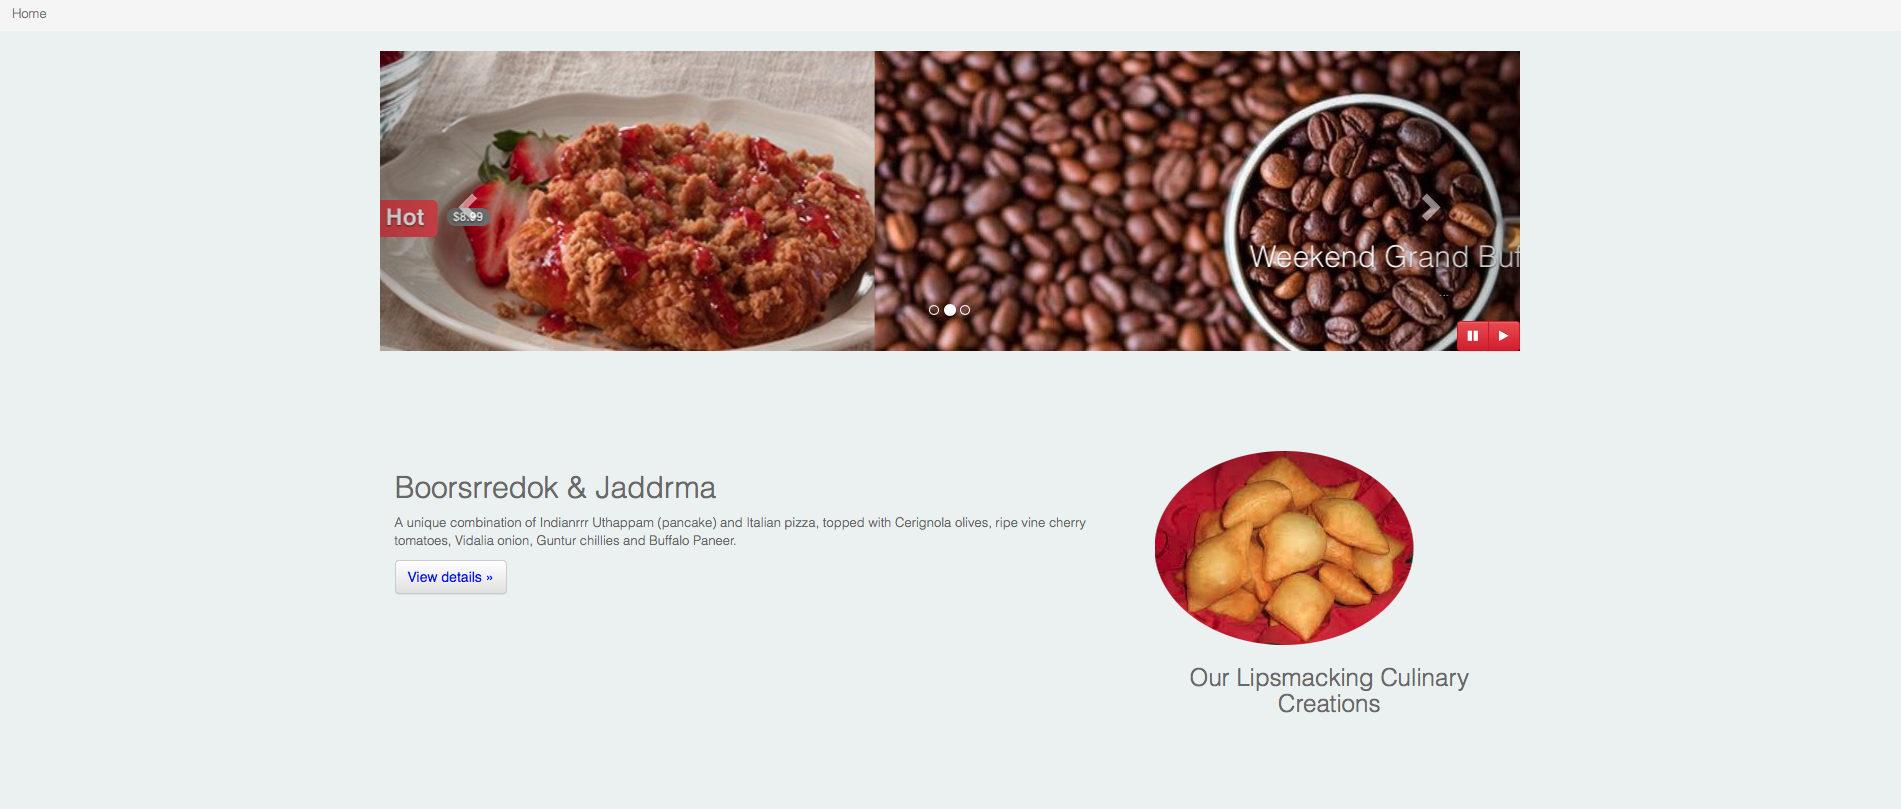 Home
Hot
$8.99
Weekend Grand Buf
...
Boorsrredok & Jaddrma
A unique combination of Indianrrr Uthappam (pancake) and Italian pizza, topped with Cerignola olives, ripe vine cherry
tomatoes, Vidalia onion, Guntur chillies and Buffalo Paneer.
View details »
Our Lipsmacking Culinary
Creations